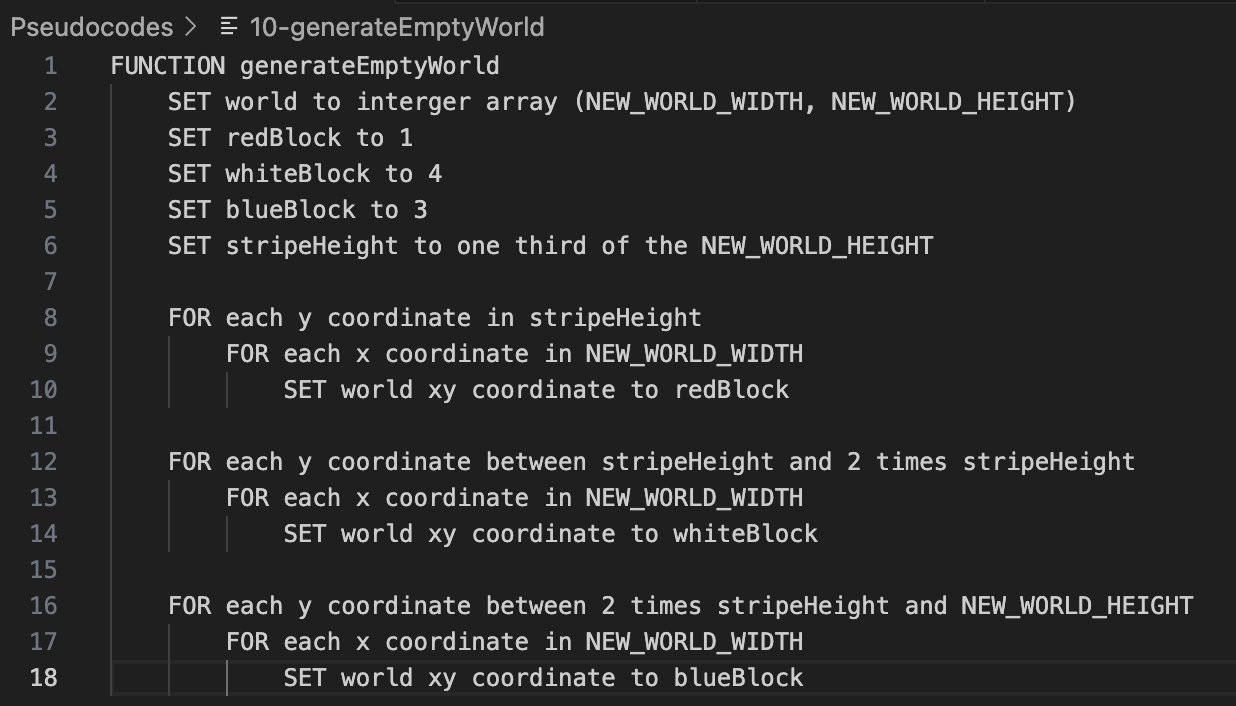 Pseudocodes > 10-generateEmptyWorld
1 FUNCTION generateEmptyWorld
2 SET world to interger array (NEW_WORLD_WIDTH, NEW_WORLD_HEIGHT)
3 SET redBlock to 1
4 SET whiteBlock to 4
5 SET blueBlock to 3
6 SET stripeHeight to one third of the NEW_WORLD_HEIGHT
7
8 FOR each y coordinate in stripeHeight
9 FOR each x coordinate in NEW_WORLD_WIDTH
10 SET world xy coordinate to redBlock
11
12 FOR each y coordinate between stripeHeight and 2 times stripeHeight
13 FOR each x coordinate in NEW_WORLD_WIDTH
14 SET world xy coordinate to whiteBlock
15
16 FOR each y coordinate between 2 times stripeHeight and NEW_WORLD_HEIGHT
17 FOR each x coordinate in NEW_WORLD_WIDTH
18 SET world xy coordinate to blueBlock